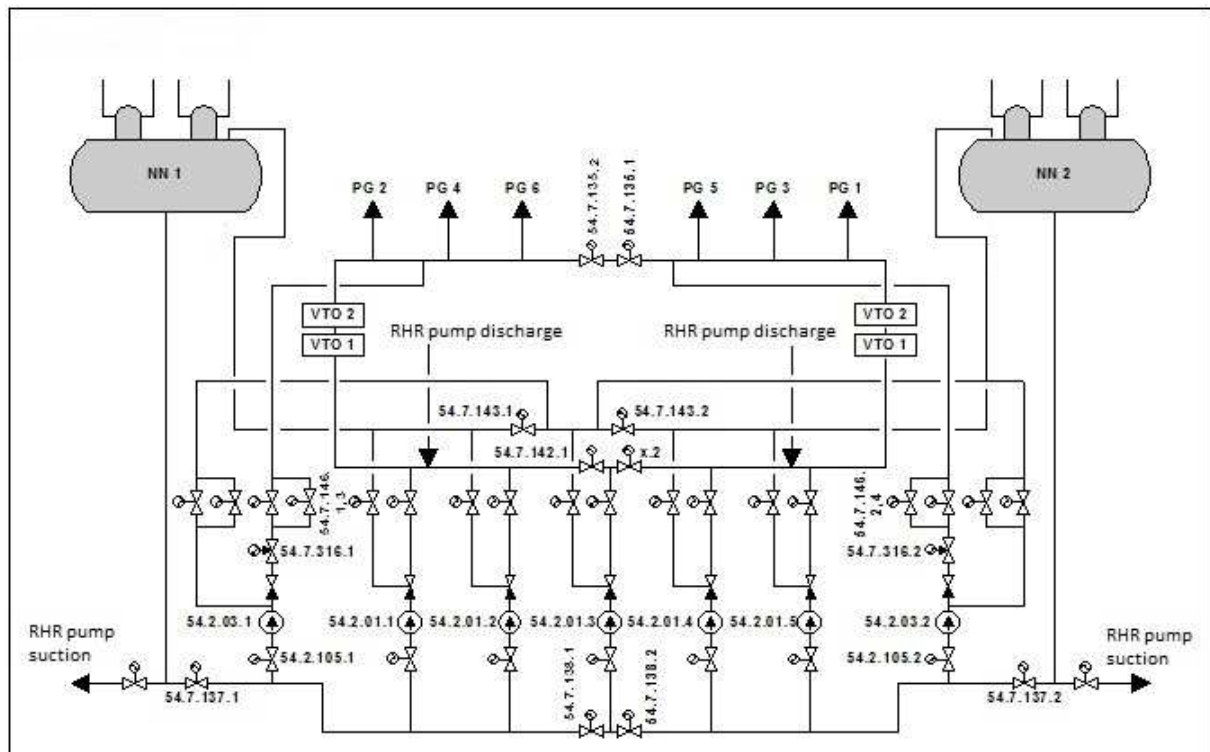 NN 1
NN 2
PG 2
PG 4
PG 6
54.7.135.2
54.7.135.1
PG 5
PG 3
PG 1
VTO 2
VTO 1
RHR pump discharge
RHR pump discharge
VTO 2
VTO 1
54.7.143.1
54.7.143.2
54.7.142.1
x.2
54.7.146.
1,3
54.7.146.
2,4
54.7.316.1
54.7.316.2
54.2.03.1
54.2.01.1
54.2.01.2
54.2.01.3
54.2.01.4
54.2.01.5
54.2.03.2
RHR pump
suction
54.2.105.1
54.7.138.1
54.7.138.2
54.2.105.2
RHR pump
suction
54.7.137.1
54.7.137.2